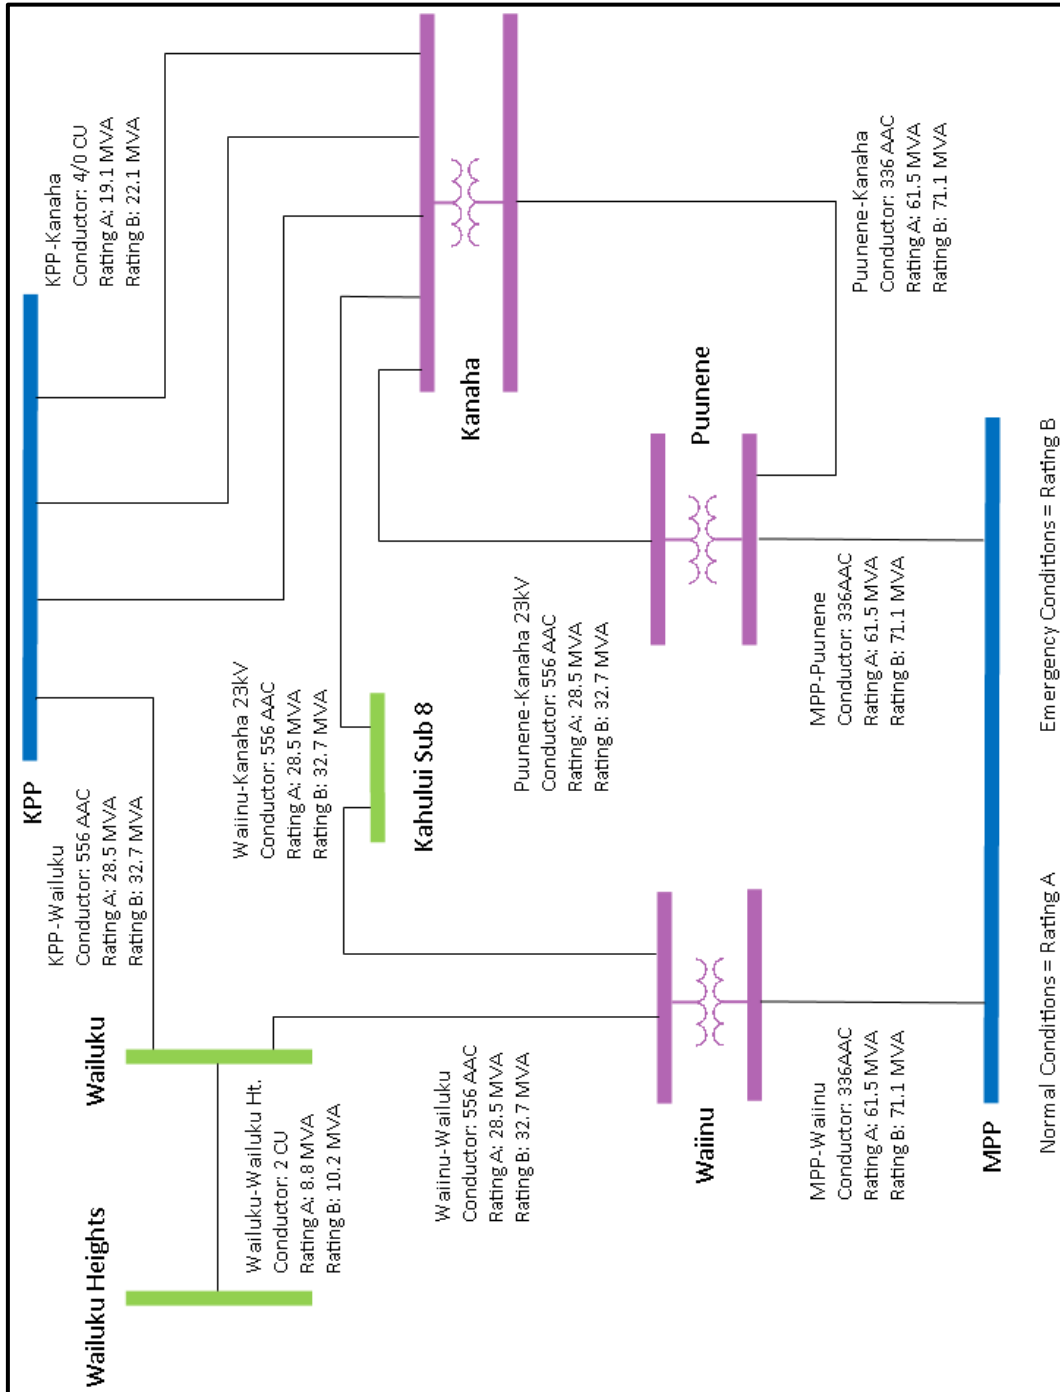 Wailuku Heights
Wailuku
KPP
KPP-Wailuku
Conductor: 556 AAC
Rating A: 28.5 MVA
Rating B: 32.7 MVA
KPP-Kanaha
Conductor: 4/0 CU
Rating A: 19.1 MVA
Rating B: 22.1 MVA
Wailuku-Wailuku Ht.
Conductor: 2 CU
Rating A: 8.8 MVA
Rating B: 10.2 MVA
Waiinu-Kanaha 23kV
Conductor: 556 AAC
Rating A: 28.5 MVA
Rating B: 32.7 MVA
Kahului Sub 8
Kanaha
Waiinu-Wailuku
Conductor: 556 AAC
Rating A: 28.5 MVA
Rating B: 32.7 MVA
Puunene-Kanaha 23kV
Conductor: 556 AAC
Rating A: 28.5 MVA
Rating B: 32.7 MVA
Waiinu
Puunene
MPP-Waiinu
Conductor: 336AAC
Rating A: 61.5 MVA
Rating B: 71.1 MVA
MPP-Puunene
Conductor: 336AAC
Rating A: 61.5 MVA
Rating B: 71.1 MVA
Puunene-Kanaha
Conductor: 336 AAC
Rating A: 61.5 MVA
Rating B: 71.1 MVA
MPP
Normal Conditions = Rating A
Emergency Conditions = Rating B